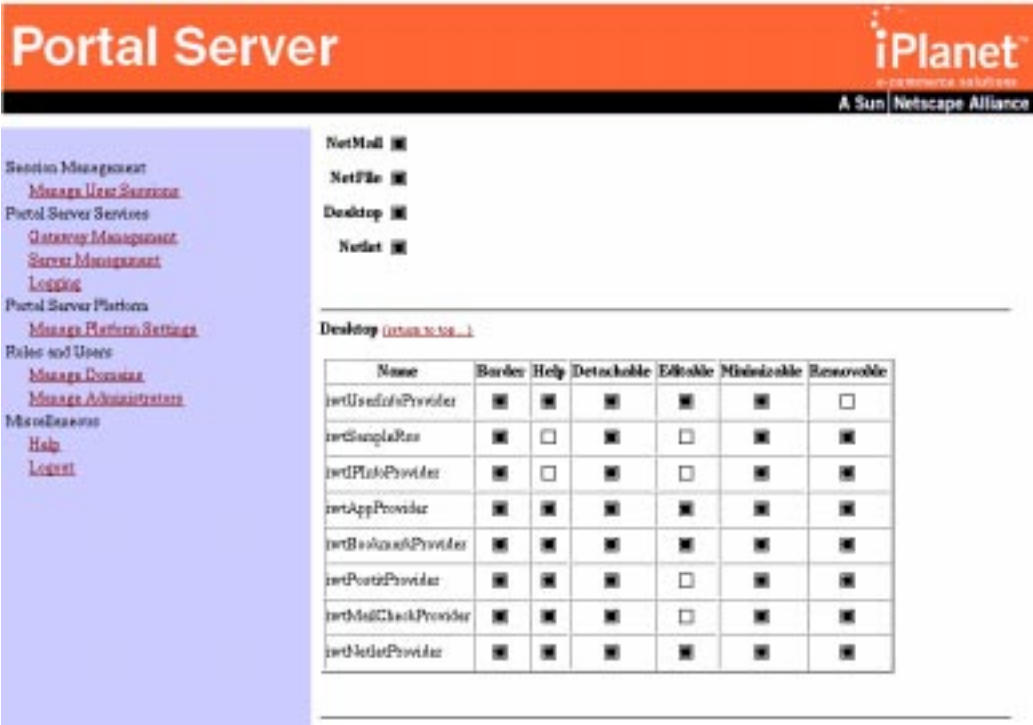 Portal Server
iPlanet™
e-commerce solutions
A Sun|Netscape Alliance
Session Management
Manage User Sessions
Portal Server Services
Gateway Management
Server Management
Logging
Portal Server Platform
Manage Platform Settings
Roles and Users
Manage Domains
Manage Administrators
Miscellaneous
Help
Logout
NetMail
NetFile
Desktop
Netlet
Desktop (return to top...)
Name Border Help Detachable Editable Minimizable Removable
iwtUserInfoProvider
iwtSampleRss
iwtIPInfoProvider
iwtAppProvider
iwtBookmarkProvider
iwtPostitProvider
iwtMailCheckProvider
iwtNetletProvider